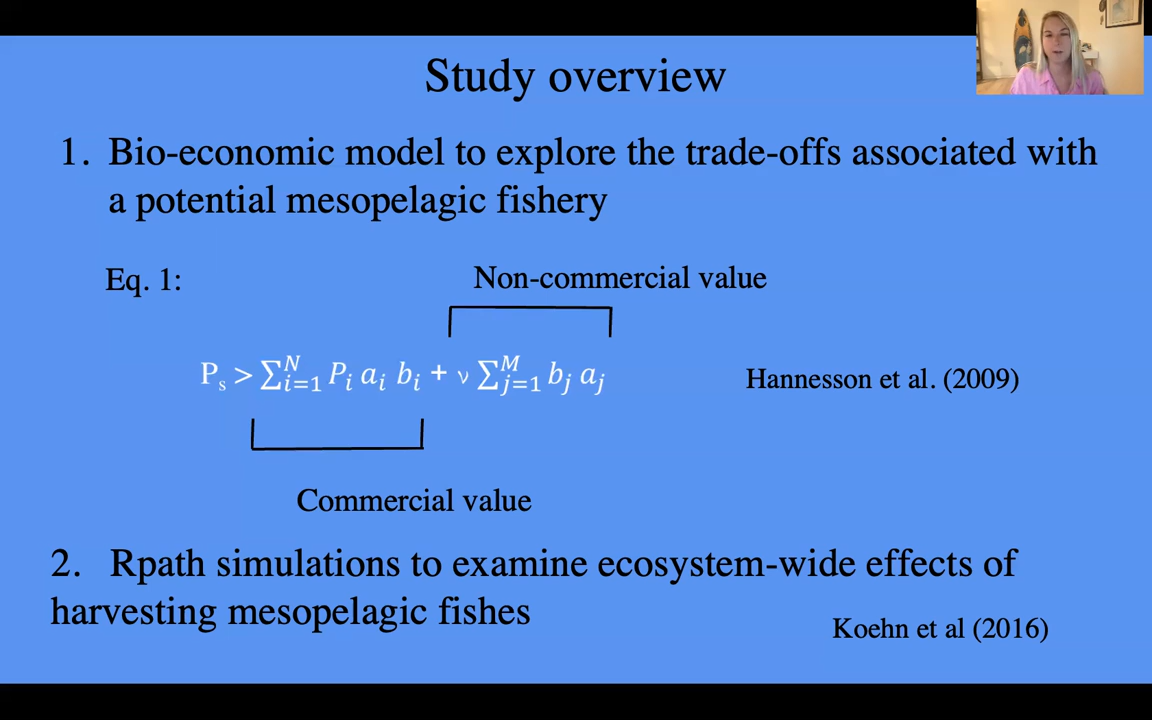 Study overview
1. Bio-economic model to explore the trade-offs associated with
a potential mesopelagic fishery
Eq. 1:
Non-commercial value
Pₛ > ∑ᵢ₌₁ᴺ Pᵢ aᵢ bᵢ + ν ∑ⱼ₌₁ᴹ bⱼ aⱼ
Hannesson et al. (2009)
Commercial value
2. Rpath simulations to examine ecosystem-wide effects of
harvesting mesopelagic fishes
Koehn et al (2016)